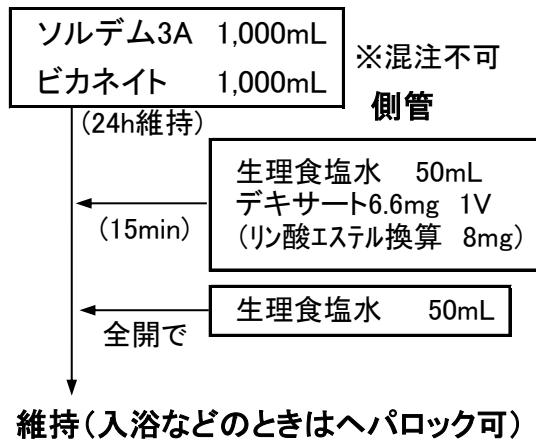 ソルデム3A 1,000mL
ビカネイト 1,000mL
※混注不可
側管
(24h維持)
生理食塩水 50mL
デキサート6.6mg 1V
(リン酸エステル換算 8mg)
(15min)
生理食塩水 50mL
全開で
維持(入浴などのときはヘパロック可)